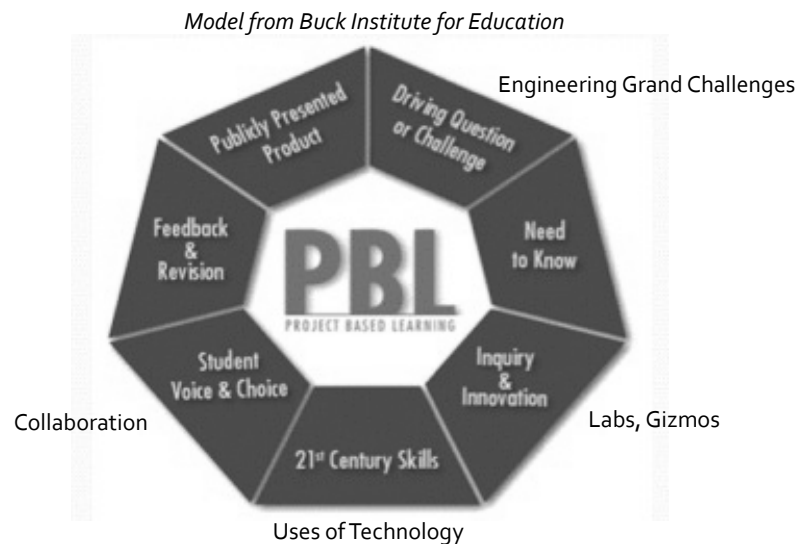 Model from Buck Institute for Education
Engineering Grand Challenges
Publicly Presented
Product
Driving Question
or Challenge
Feedback
&
Revision
Need
to Know
PBL
PROJECT BASED LEARNING
Student
Voice & Choice
Inquiry
&
Innovation
Collaboration
Labs, Gizmos
21st Century Skills
Uses of Technology